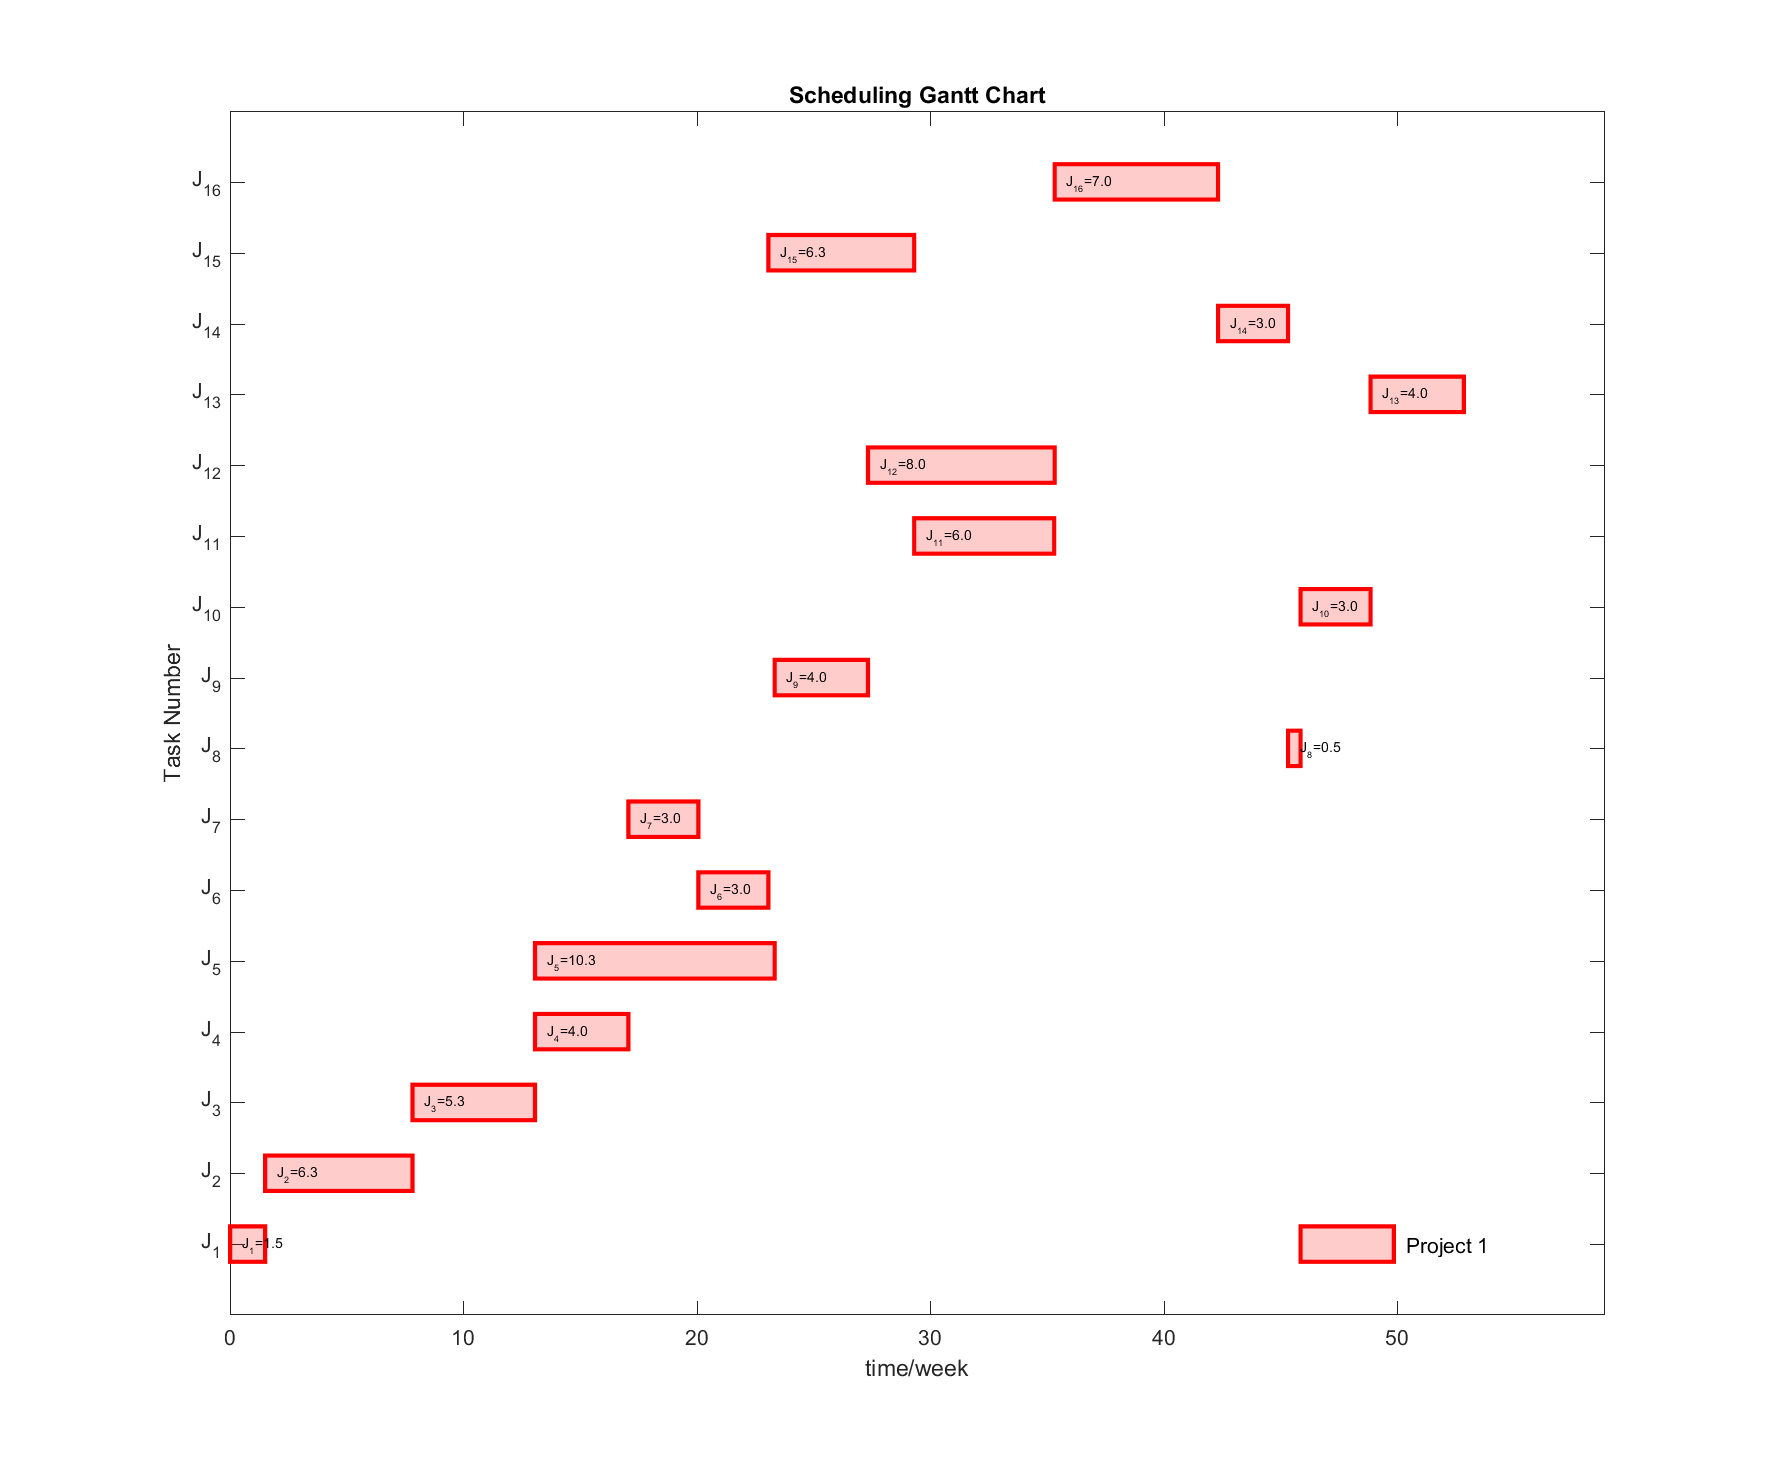 Scheduling Gantt Chart
J16
J16=7.0
J15
J15=6.3
J14
J14=3.0
J13
J13=4.0
J12
J12=8.0
J11
J11=6.0
J10
J10=3.0
J9
J9=4.0
Task Number
J8
J8=0.5
J7
J7=3.0
J6
J6=3.0
J5
J5=10.3
J4
J4=4.0
J3
J3=5.3
J2
J2=6.3
J1
J1=1.5
Project 1
0 10 20 30 40 50
time/week